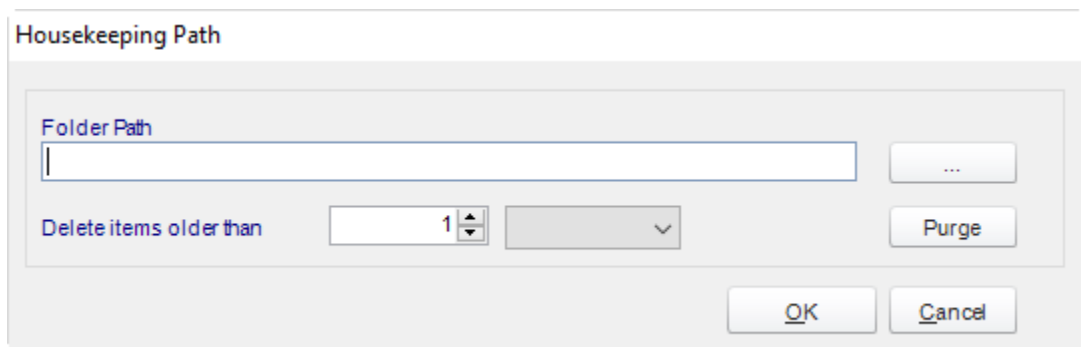 Housekeeping Path
Folder Path
...
Delete items older than 1 Purge
OK Cancel